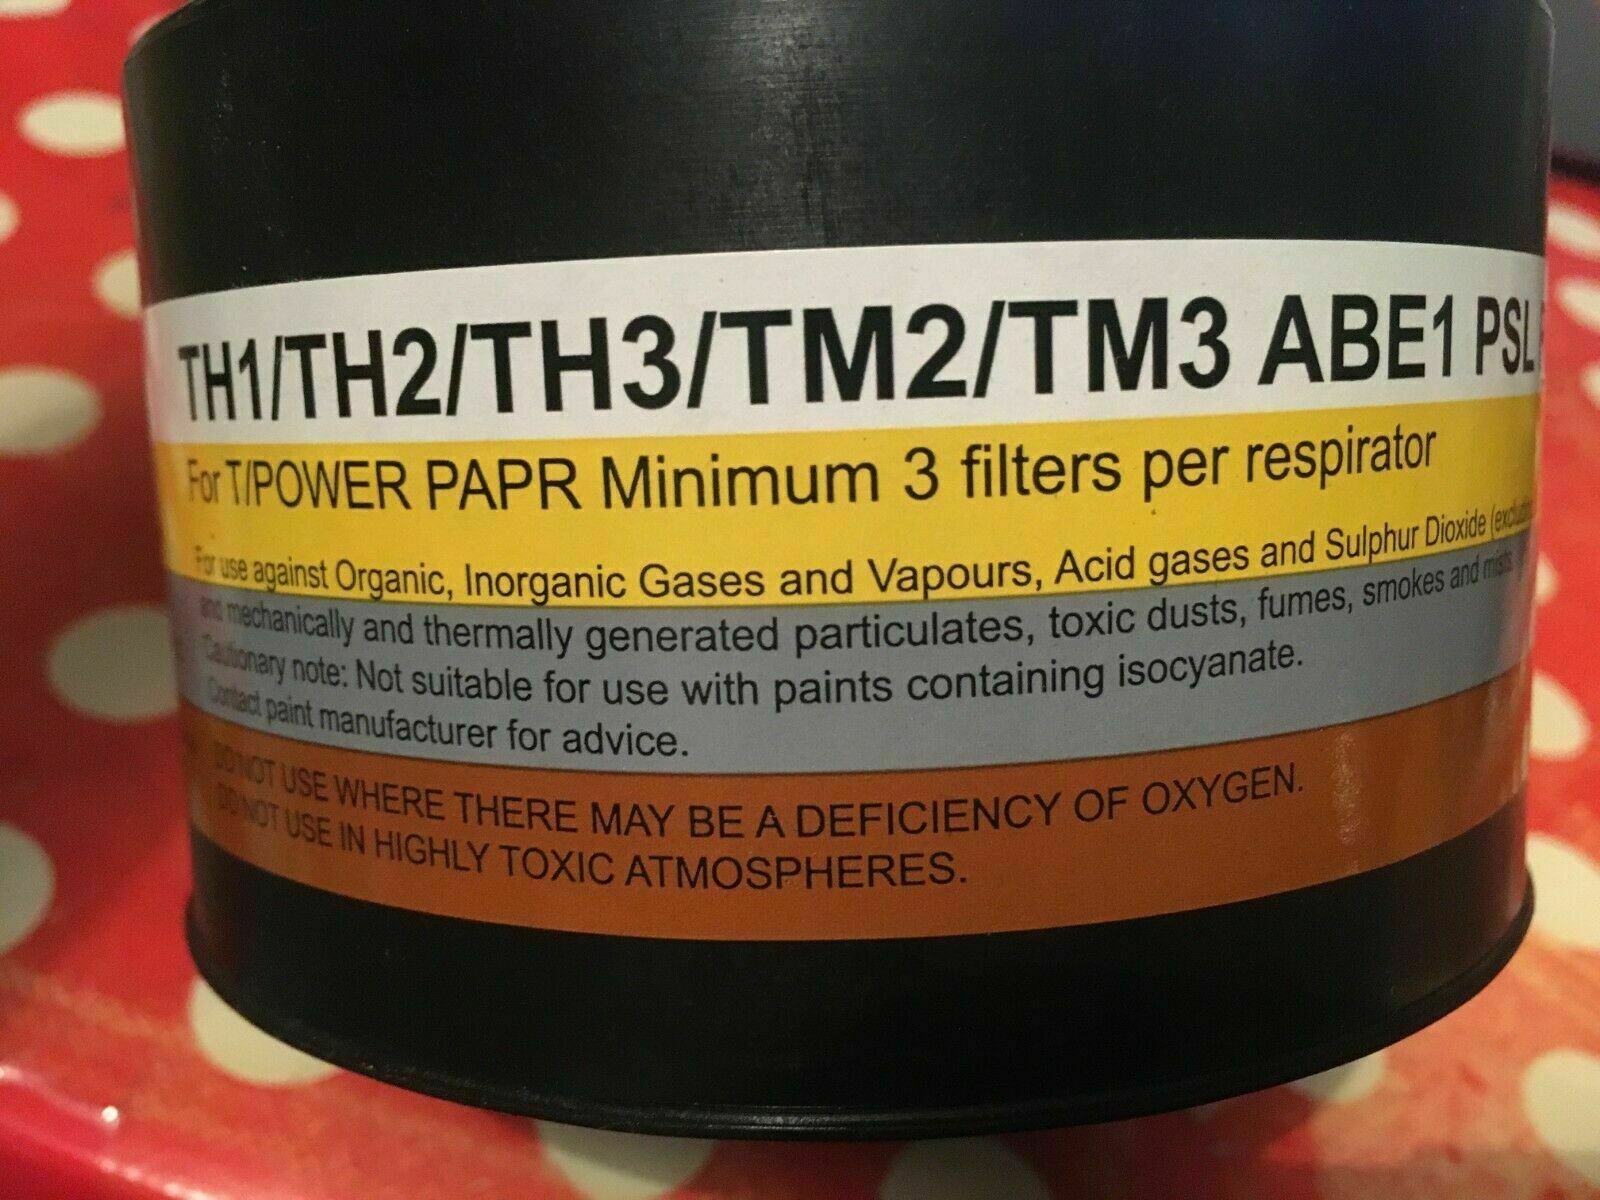 TH1/TH2/TH3/TM2/TM3 ABE1 PSL
For T/POWER PAPR Minimum 3 filters per respirator
For use against Organic, Inorganic Gases and Vapours, Acid gases and Sulphur Dioxide
and mechanically and thermally generated particulates, toxic dusts, fumes, smokes and mists
Cautionary note: Not suitable for use with paints containing isocyanate.
Contact paint manufacturer for advice.
DO NOT USE WHERE THERE MAY BE A DEFICIENCY OF OXYGEN.
DO NOT USE IN HIGHLY TOXIC ATMOSPHERES.